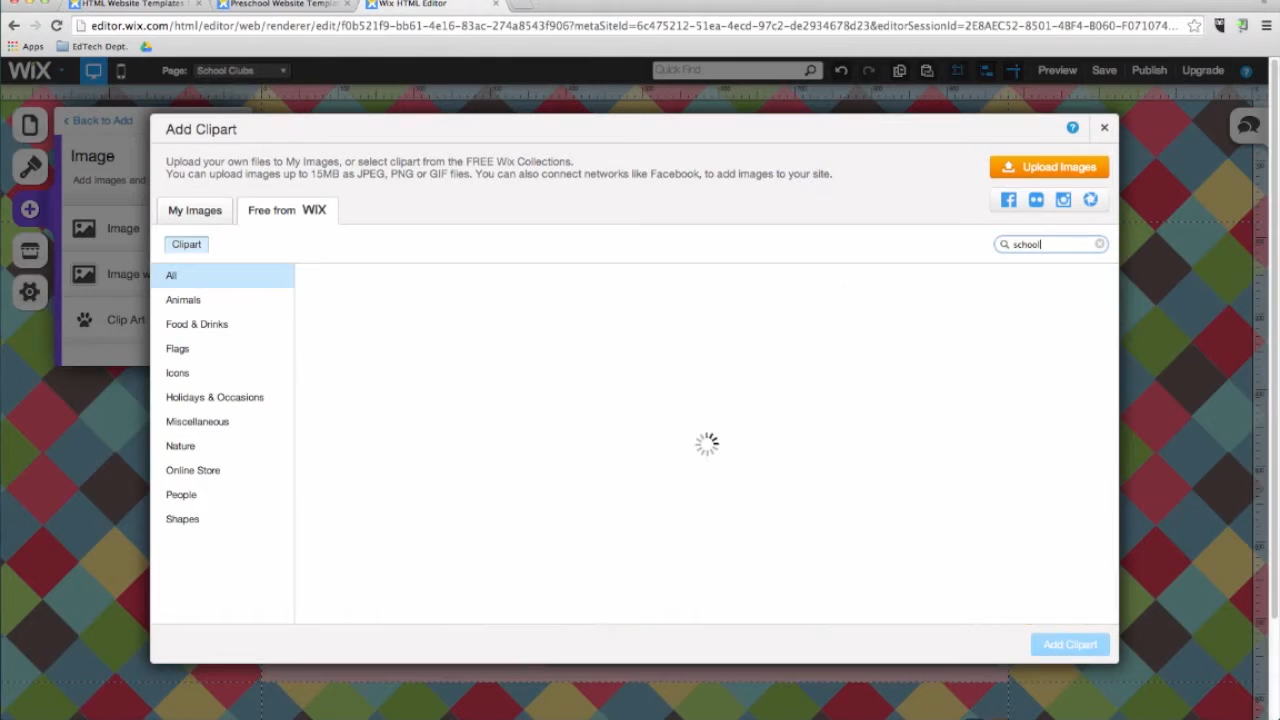 HTML Website Templates
Preschool Website Templat
Wix HTML Editor
editor.wix.com/html/editor/web/renderer/edit/f0b521f9-bb61-4e16-83ac-274a8543f906?metaSiteId=6c475212-51ea-4ecd-97c2-de2934678d23&editorSessionId=2E8AEC52-8501-4BF4-B060-F071074...
Apps
EdTech Dept.
WiX
Page:
School Clubs
Quick Find
Preview
Save
Publish
Upgrade
Back to Add
Image
Add images and
Image
Image w
Clip Art
Add Clipart
Upload your own files to My Images, or select clipart from the FREE Wix Collections.
You can upload images up to 15MB as JPEG, PNG or GIF files. You can also connect networks like Facebook, to add images to your site.
Upload Images
My Images
Free from WiX
Clipart
school
All
Animals
Food & Drinks
Flags
Icons
Holidays & Occasions
Miscellaneous
Nature
Online Store
People
Shapes
Add Clipart